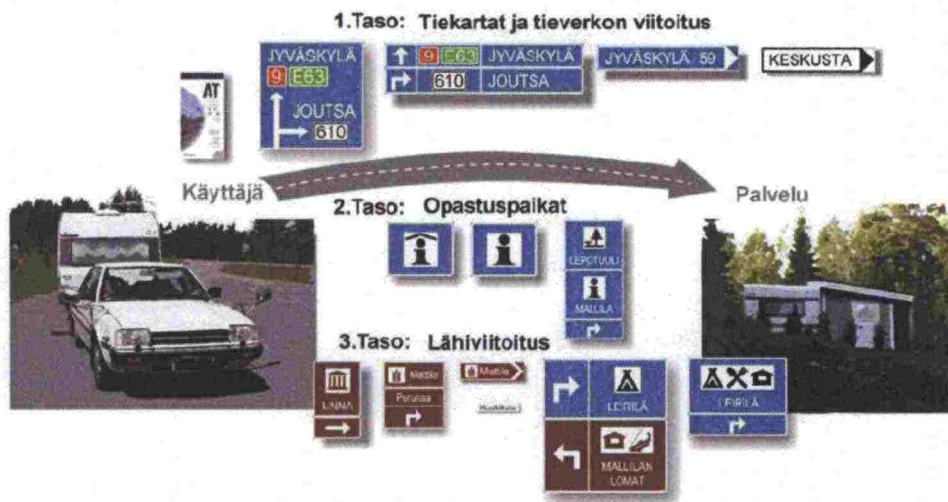 1.Taso: Tiekartat ja tieverkon viitoitus
AT
JYVÄSKYLÄ
9 E63
JOUTSA
610
9 E63 JYVÄSKYLÄ
610 JOUTSA
JYVÄSKYLÄ 59
KESKUSTA
Käyttäjä
Palvelu
2.Taso: Opastuspaikat
i
i
LEPOTUULI
i
MALLILA
3.Taso: Lähiviitoitus
LINNA
Mattila
Perunaa
Mattila
LEIRILÄ
MALLILAN
LOMAT
LEIRILÄ